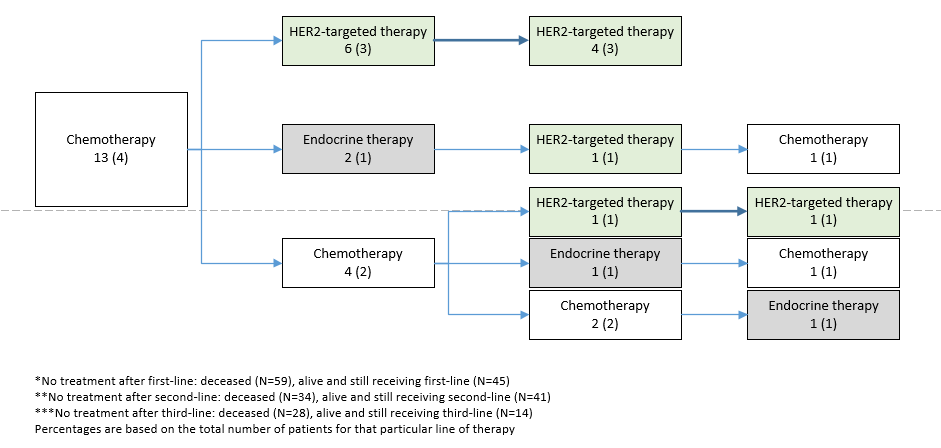 HER2-targeted therapy
6 (3)
HER2-targeted therapy
4 (3)
Chemotherapy
13 (4)
Endocrine therapy
2 (1)
HER2-targeted therapy
1 (1)
Chemotherapy
1 (1)
HER2-targeted therapy
1 (1)
HER2-targeted therapy
1 (1)
Chemotherapy
4 (2)
Endocrine therapy
1 (1)
Chemotherapy
1 (1)
Chemotherapy
2 (2)
Endocrine therapy
1 (1)
*No treatment after first-line: deceased (N=59), alive and still receiving first-line (N=45)
**No treatment after second-line: deceased (N=34), alive and still receiving second-line (N=41)
***No treatment after third-line: deceased (N=28), alive and still receiving third-line (N=14)
Percentages are based on the total number of patients for that particular line of therapy